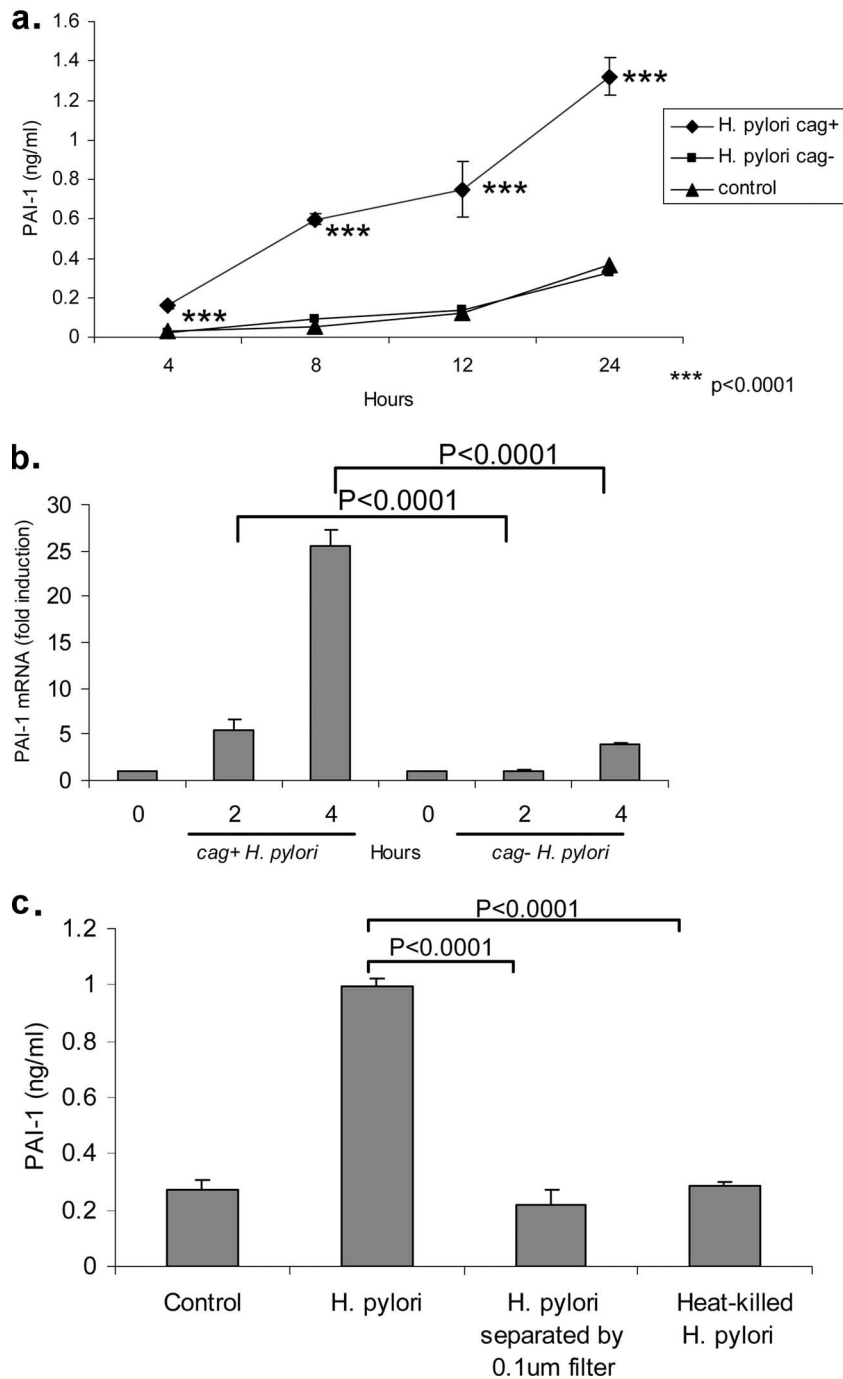 a.
1.6
1.4
1.2
1
0.8
0.6
0.4
0.2
0
PAI-1 (ng/ml)
***
***
***
***
4 8 12 24
Hours
H. pylori cag+
H. pylori cag-
control
*** p<0.0001
b.
P<0.0001
P<0.0001
30
25
20
15
10
5
0
PAI-1 mRNA (fold induction)
0 2 4 0 2 4
cag+ H. pylori Hours cag- H. pylori
c.
P<0.0001
P<0.0001
1.2
1
0.8
0.6
0.4
0.2
0
PAI-1 (ng/ml)
Control H. pylori H. pylori Heat-killed
separated by H. pylori
0.1um filter